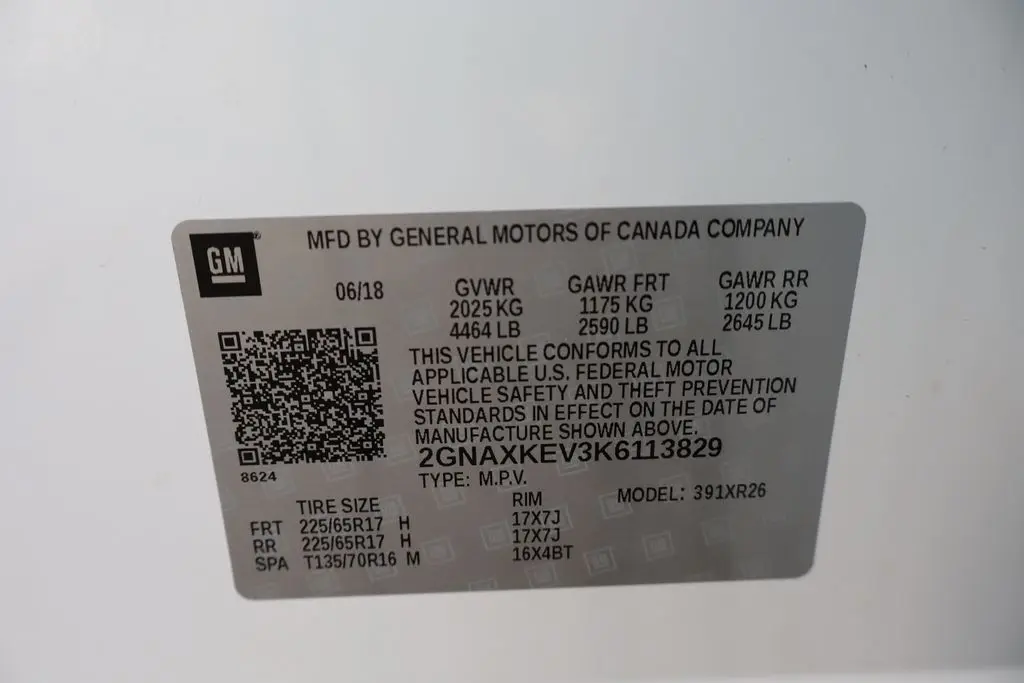 GM®
MFD BY GENERAL MOTORS OF CANADA COMPANY
06/18
GVWR GAWR FRT GAWR RR
2025 KG 1175 KG 1200 KG
4464 LB 2590 LB 2645 LB
THIS VEHICLE CONFORMS TO ALL
APPLICABLE U.S. FEDERAL MOTOR
VEHICLE SAFETY AND THEFT PREVENTION
STANDARDS IN EFFECT ON THE DATE OF
MANUFACTURE SHOWN ABOVE.
2GNAXKEV3K6113829
8624
TYPE: M.P.V.
MODEL: 391XR26
TIRE SIZE RIM
FRT 225/65R17 H 17X7J
RR 225/65R17 H 17X7J
SPA T135/70R16 M 16X4BT